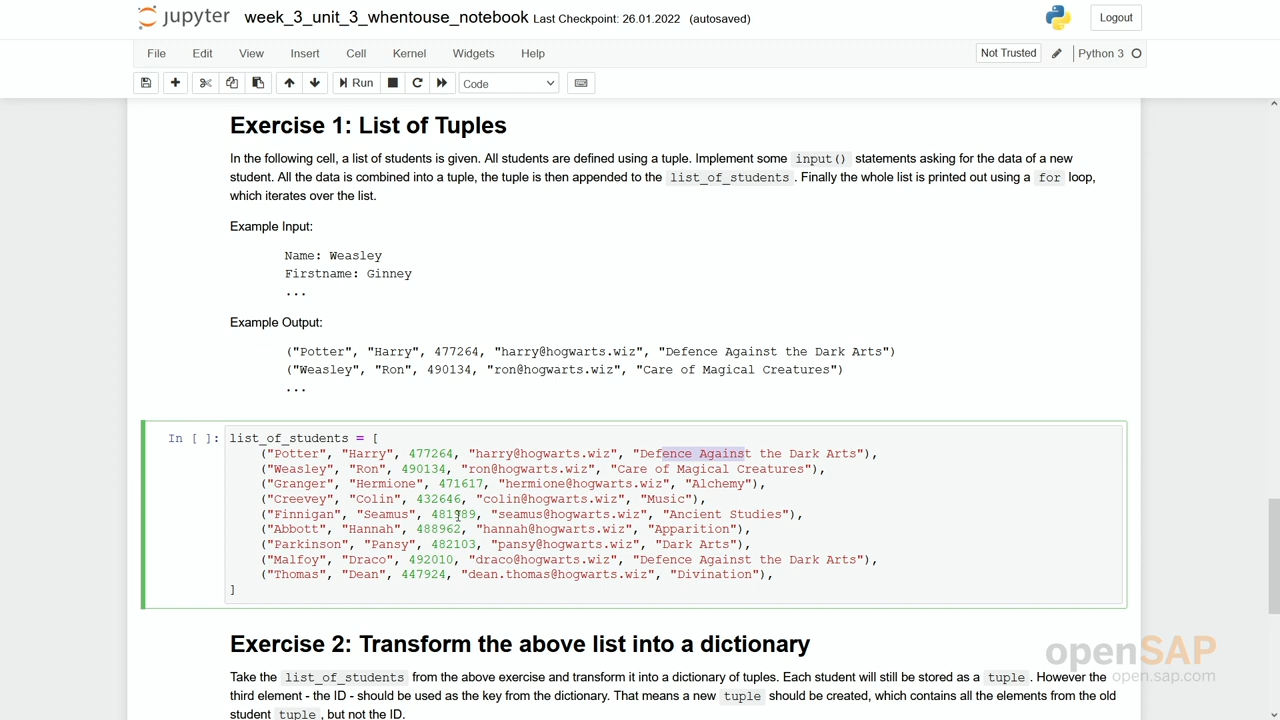 jupyter week_3_unit_3_whentouse_notebook Last Checkpoint: 26.01.2022 (autosaved) Logout
File Edit View Insert Cell Kernel Widgets Help Not Trusted Python 3
Run Code
Exercise 1: List of Tuples
In the following cell, a list of students is given. All students are defined using a tuple. Implement some input() statements asking for the data of a new
student. All the data is combined into a tuple, the tuple is then appended to the list_of_students . Finally the whole list is printed out using a for loop,
which iterates over the list.
Example Input:
Name: Weasley
Firstname: Ginney
...
Example Output:
("Potter", "Harry", 477264, "harry@hogwarts.wiz", "Defence Against the Dark Arts")
("Weasley", "Ron", 490134, "ron@hogwarts.wiz", "Care of Magical Creatures")
...
In [ ]: list_of_students = [
("Potter", "Harry", 477264, "harry@hogwarts.wiz", "Defence Against the Dark Arts"),
("Weasley", "Ron", 490134, "ron@hogwarts.wiz", "Care of Magical Creatures"),
("Granger", "Hermione", 471617, "hermione@hogwarts.wiz", "Alchemy"),
("Creevey", "Colin", 432646, "colin@hogwarts.wiz", "Music"),
("Finnigan", "Seamus", "seamus@hogwarts.wiz", "Ancient Studies"),
("Abbott", "Hannah", 488962, "hannah@hogwarts.wiz", "Apparition"),
("Parkinson", "Pansy", 482103, "pansy@hogwarts.wiz", "Dark Arts"),
("Malfoy", "Draco", 492010, "draco@hogwarts.wiz", "Defence Against the Dark Arts"),
("Thomas", "Dean", 447924, "dean.thomas@hogwarts.wiz", "Divination"),
]
Exercise 2: Transform the above list into a dictionary
Take the list_of_students from the above exercise and transform it into a dictionary of tuples. Each student will still be stored as a tuple . However the
third element - the ID - should be used as the key from the dictionary. That means a new tuple should be created, which contains all the elements from the old
student tuple , but not the ID.
openSAP
open.sap.com